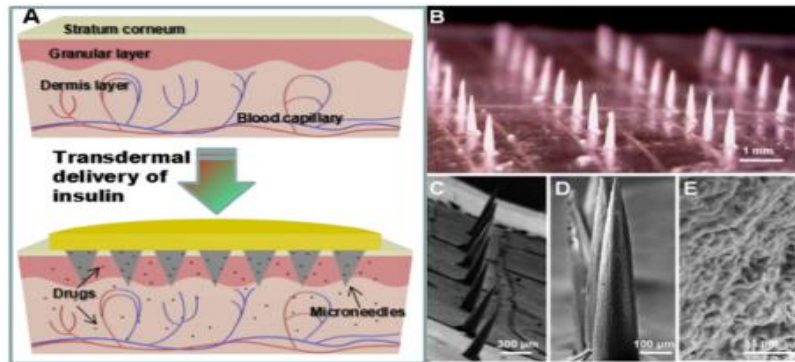 A
Stratum corneum
Granular layer
Dermis layer
Blood capillary
Transdermal
delivery of
insulin
Drugs
Microneedles
B
1 mm
C
300 μm
D
100 μm
E
μm